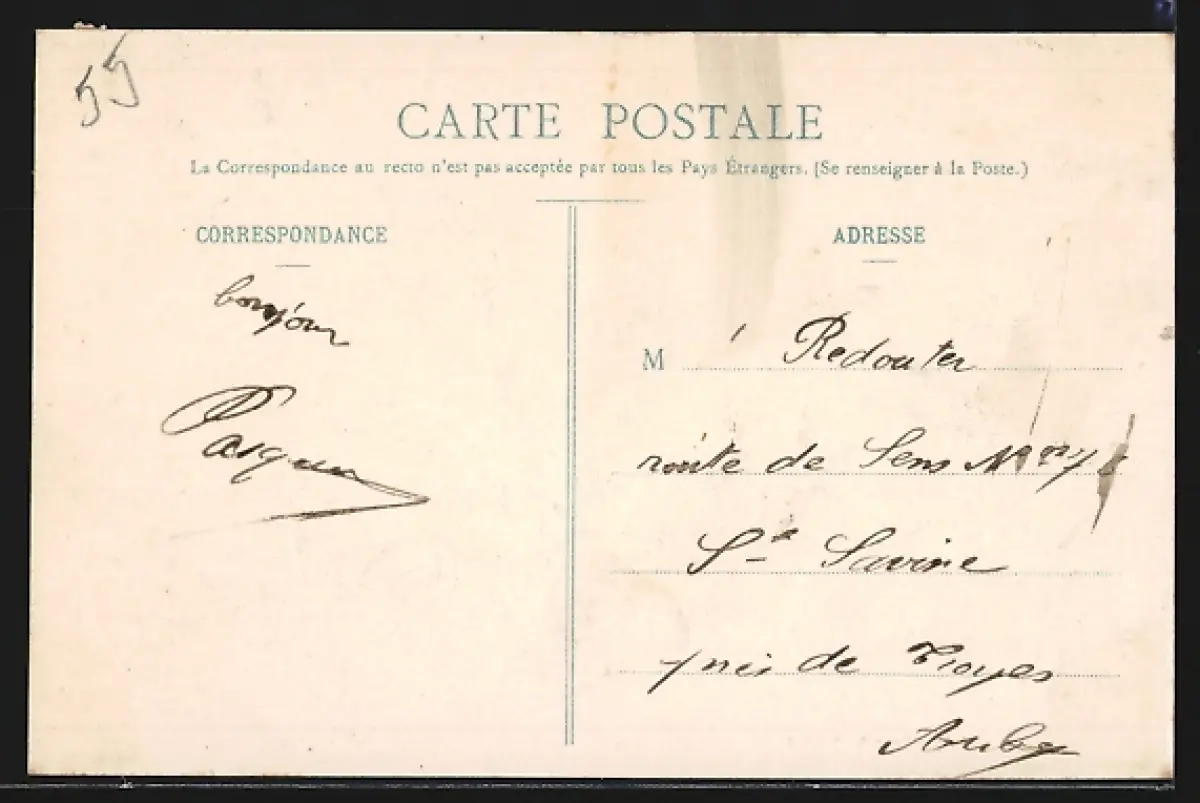 55
CARTE POSTALE
La Correspondance au recto n'est pas acceptée par tous les Pays Étrangers. (Se renseigner à la Poste.)
CORRESPONDANCE
bonjour
ADRESSE
M Redouter
route de Sens
Ste Savine
près de Troyes
Aube